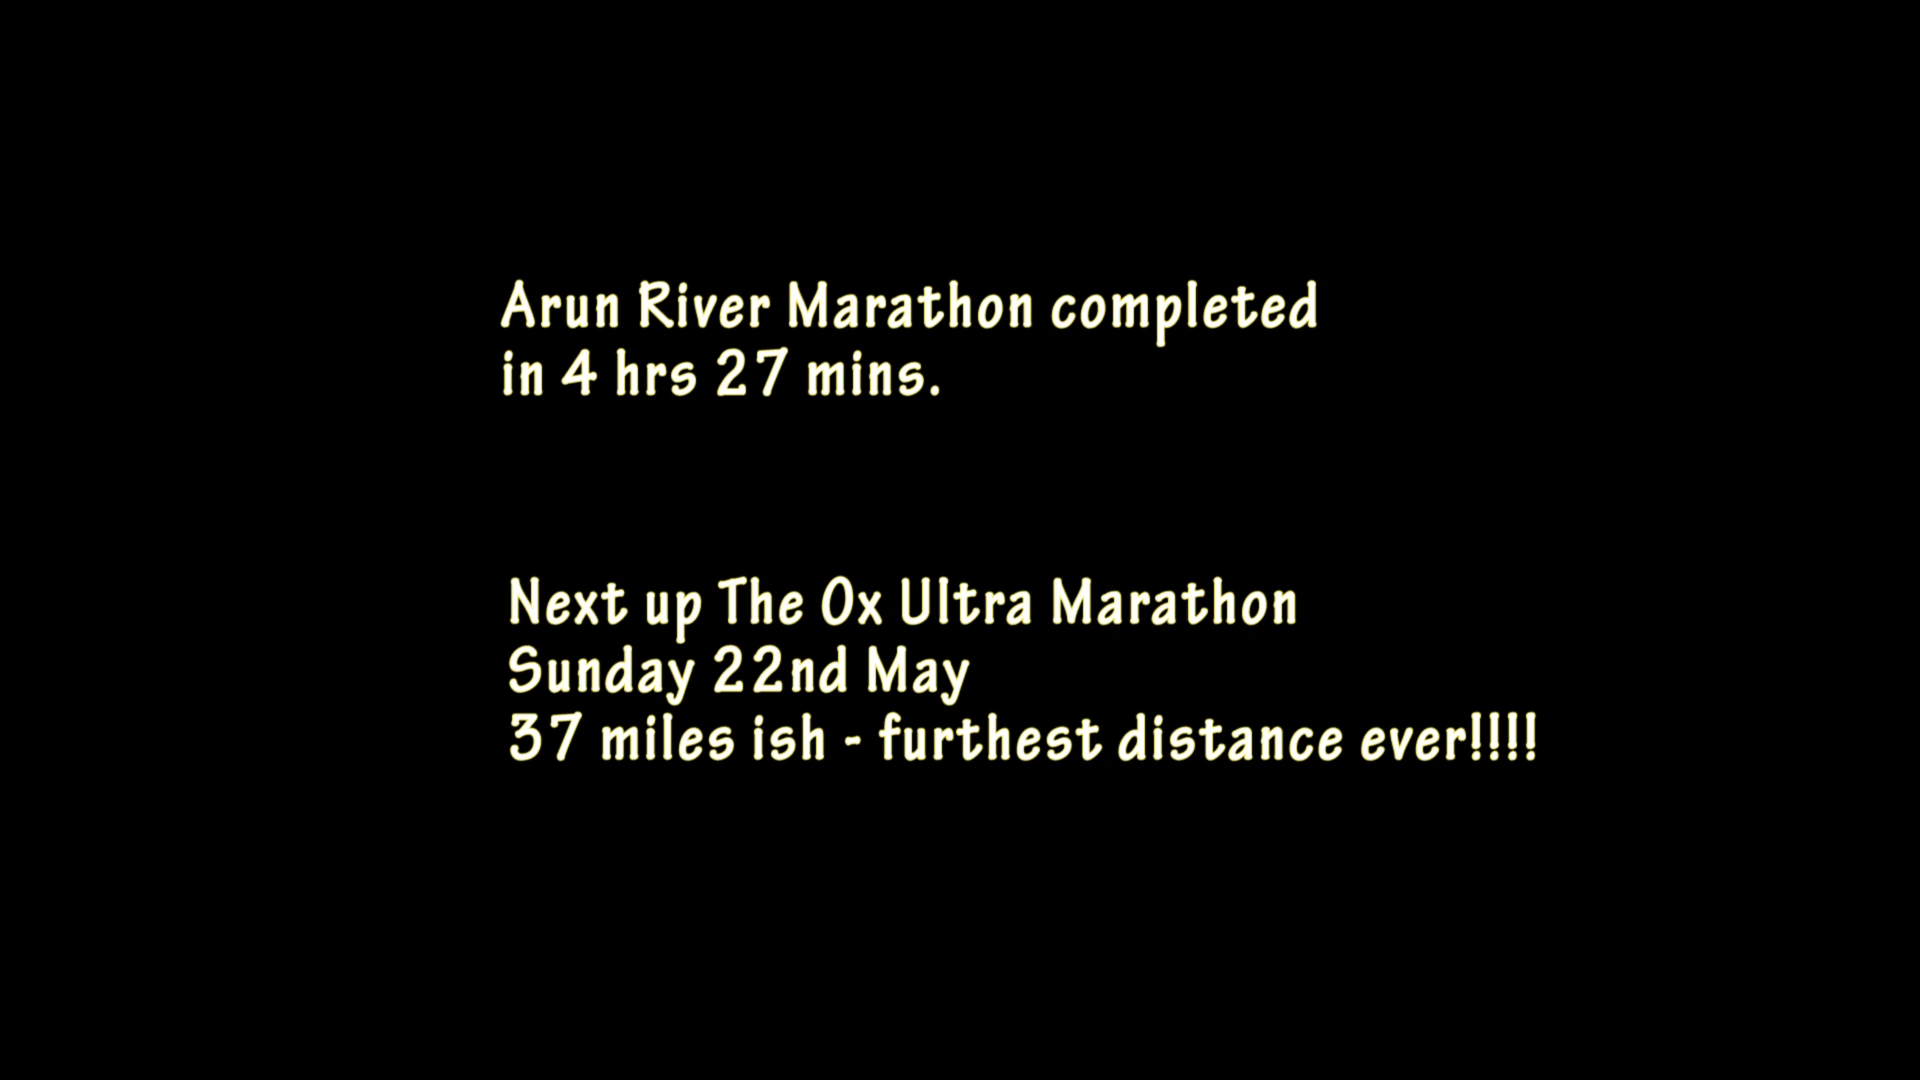 Arun River Marathon completed
in 4 hrs 27 mins.
Next up The Ox Ultra Marathon
Sunday 22nd May
37 miles ish - furthest distance ever!!!!